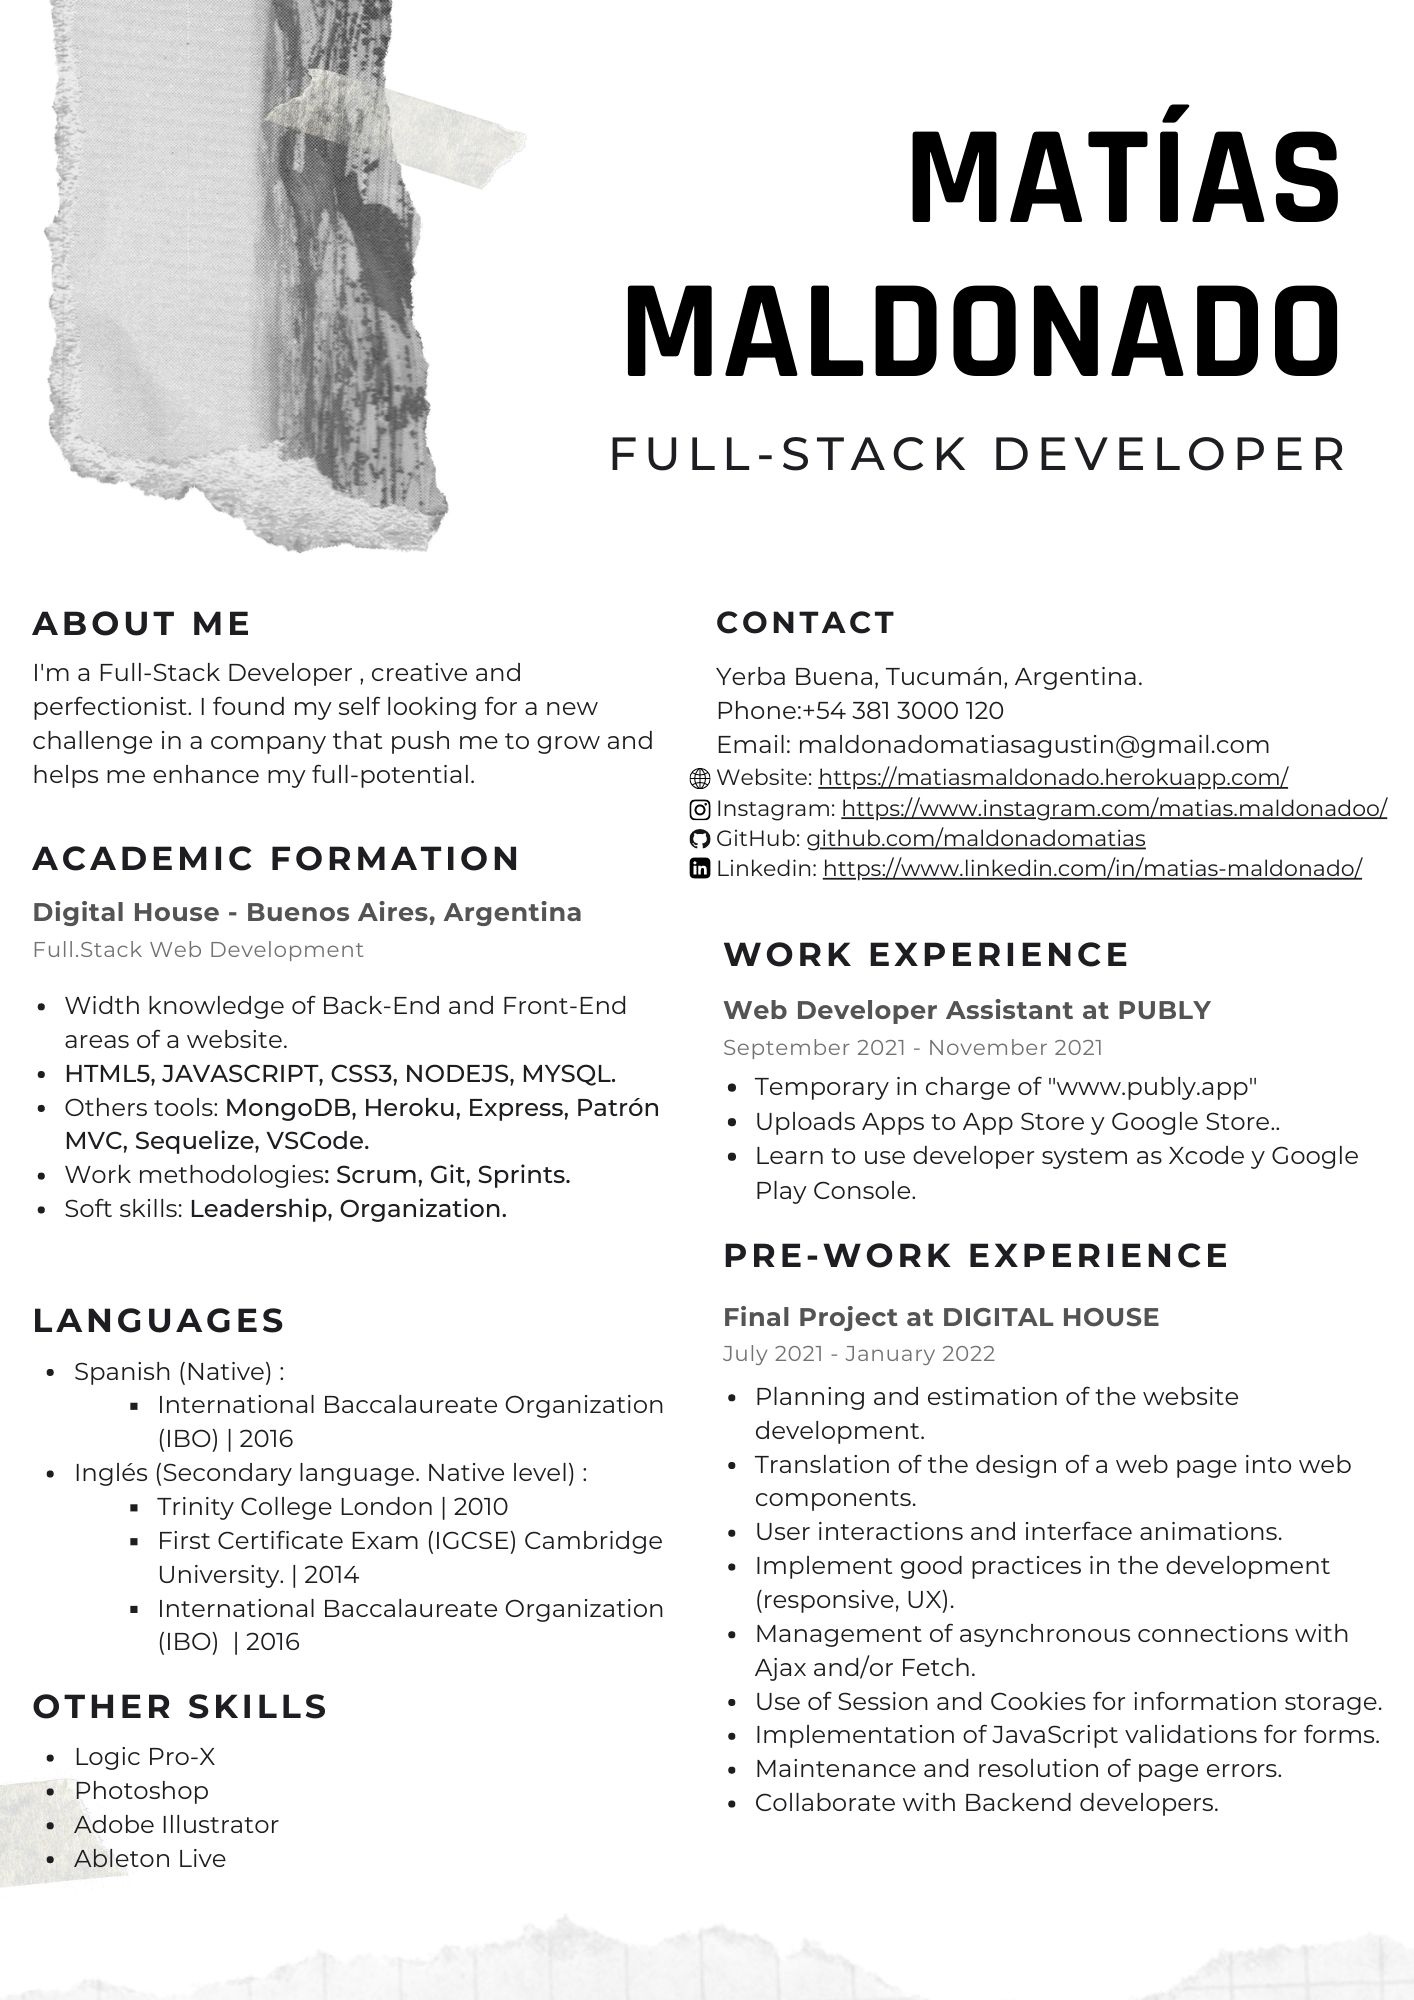 MATÍAS
MALDONADO
FULL-STACK DEVELOPER
ABOUT ME
I'm a Full-Stack Developer , creative and
perfectionist. I found my self looking for a new
challenge in a company that push me to grow and
helps me enhance my full-potential.
ACADEMIC FORMATION
Digital House - Buenos Aires, Argentina
Full.Stack Web Development
• Width knowledge of Back-End and Front-End
areas of a website.
• HTML5, JAVASCRIPT, CSS3, NODEJS, MYSQL.
• Others tools: MongoDB, Heroku, Express, Patrón
MVC, Sequelize, VSCode.
• Work methodologies: Scrum, Git, Sprints.
• Soft skills: Leadership, Organization.
LANGUAGES
• Spanish (Native) :
▪ International Baccalaureate Organization
(IBO) | 2016
• Inglés (Secondary language. Native level) :
▪ Trinity College London | 2010
▪ First Certificate Exam (IGCSE) Cambridge
University. | 2014
▪ International Baccalaureate Organization
(IBO)  | 2016
OTHER SKILLS
• Logic Pro-X
• Photoshop
• Adobe Illustrator
• Ableton Live
CONTACT
Yerba Buena, Tucumán, Argentina.
Phone:+54 381 3000 120
Email: maldonadomatiasagustin@gmail.com
Website: https://matiasmaldonado.herokuapp.com/
Instagram: https://www.instagram.com/matias.maldonadoo/
GitHub: github.com/maldonadomatias
Linkedin: https://www.linkedin.com/in/matias-maldonado/
WORK EXPERIENCE
Web Developer Assistant at PUBLY
September 2021 - November 2021
• Temporary in charge of "www.publy.app"
• Uploads Apps to App Store y Google Store..
• Learn to use developer system as Xcode y Google
Play Console.
PRE-WORK EXPERIENCE
Final Project at DIGITAL HOUSE
July 2021 - January 2022
• Planning and estimation of the website
development.
• Translation of the design of a web page into web
components.
• User interactions and interface animations.
• Implement good practices in the development
(responsive, UX).
• Management of asynchronous connections with
Ajax and/or Fetch.
• Use of Session and Cookies for information storage.
• Implementation of JavaScript validations for forms.
• Maintenance and resolution of page errors.
• Collaborate with Backend developers.